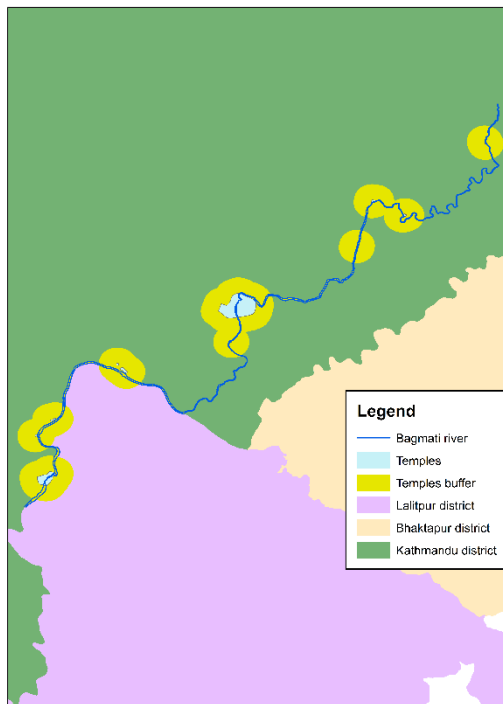 Legend
Bagmati river
Temples
Temples buffer
Lalitpur district
Bhaktapur district
Kathmandu district